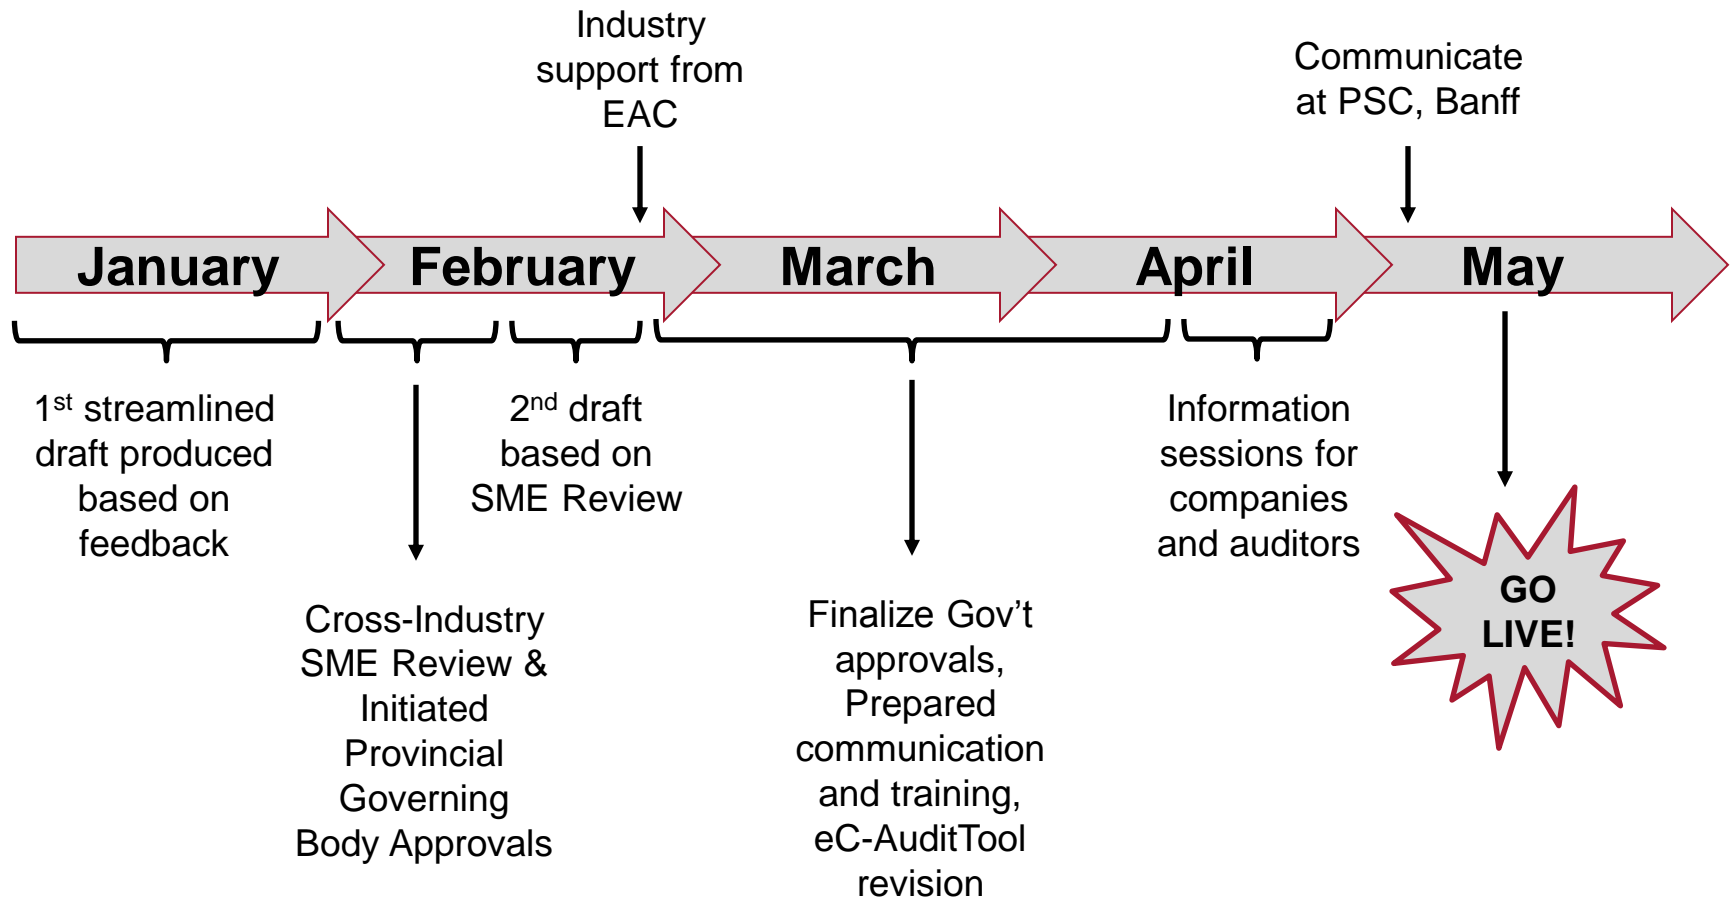 Industry
support from
EAC
Communicate
at PSC, Banff
January
February
March
April
May
1st streamlined
draft produced
based on
feedback
2nd draft
based on
SME Review
Information
sessions for
companies
and auditors
GO
LIVE!
Cross-Industry
SME Review &
Initiated
Provincial
Governing
Body Approvals
Finalize Gov't
approvals,
Prepared
communication
and training,
eC-AuditTool
revision